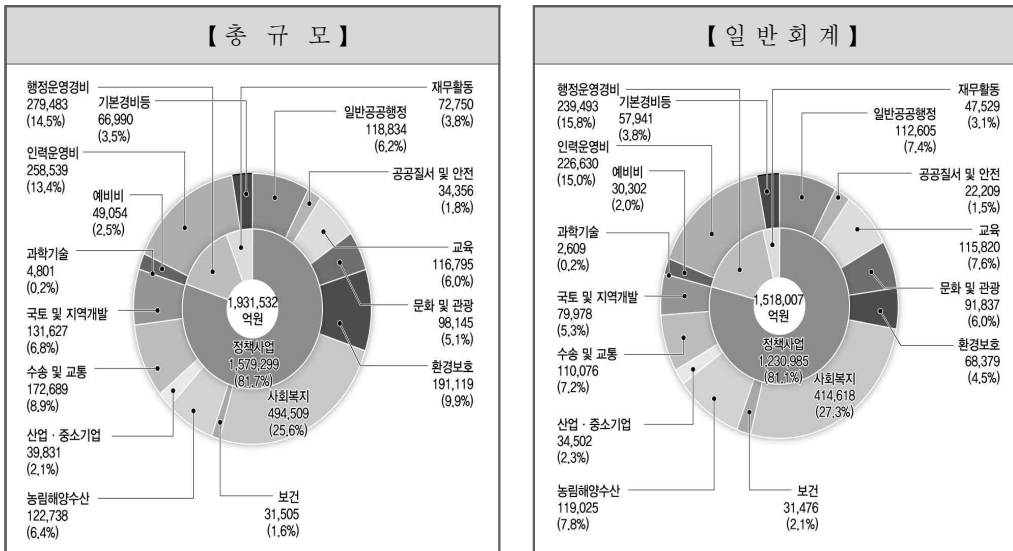 【총 규 모】
행정운영경비
279,483
(14.5%)
기본경비등
66,990
(3.5%)
재무활동
72,750
(3.8%)
일반공공행정
118,834
(6.2%)
인력운영비
258,539
(13.4%)
공공질서 및 안전
34,356
(1.8%)
예비비
49,054
(2.5%)
교육
116,795
(6.0%)
과학기술
4,801
(0.2%)
문화 및 관광
98,145
(5.1%)
국토 및 지역개발
131,627
(6.8%)
환경보호
191,119
(9.9%)
수송 및 교통
172,689
(8.9%)
1,931,532
억원
정책사업
1,579,299
(81.7%)
사회복지
494,509
(25.6%)
산업 · 중소기업
39,831
(2.1%)
농림해양수산
122,738
(6.4%)
보건
31,505
(1.6%)
【일반회계】
행정운영경비
239,493
(15.8%)
기본경비등
57,941
(3.8%)
재무활동
47,529
(3.1%)
일반공공행정
112,605
(7.4%)
인력운영비
226,630
(15.0%)
공공질서 및 안전
22,209
(1.5%)
예비비
30,302
(2.0%)
교육
115,820
(7.6%)
과학기술
2,609
(0.2%)
문화 및 관광
91,837
(6.0%)
국토 및 지역개발
79,978
(5.3%)
환경보호
68,379
(4.5%)
수송 및 교통
110,076
(7.2%)
1,518,007
억원
정책사업
1,230,985
(81.1%)
사회복지
414,618
(27.3%)
산업 · 중소기업
34,502
(2.3%)
농림해양수산
119,025
(7.8%)
보건
31,476
(2.1%)